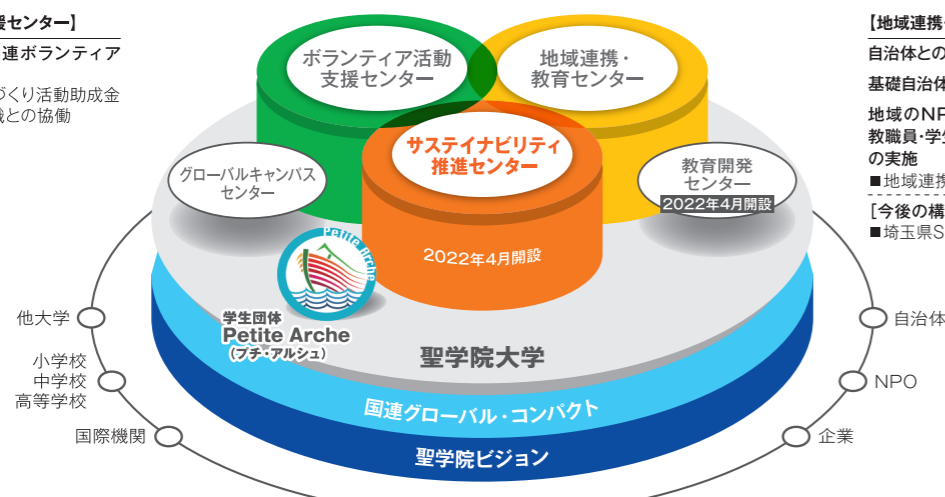 援センター】
連ボランティア
づくり活動助成金
との協働
ボランティア活動
支援センター
地域連携・
教育センター
サステイナビリティ
推進センター
2022年4月開設
グローバルキャンパス
センター
教育開発
センター
2022年4月開設
Petite Arche
学生団体
Petite Arche
(プチ・アルシュ)
聖学院大学
国連グローバル・コンパクト
聖学院ビジョン
他大学
小学校
中学校
高等学校
国際機関
自治体
NPO
企業
【地域連携
自治体との
基礎自治体
地域のNP
教職員・学生
の実施
■地域連携
[今後の構
■埼玉県S